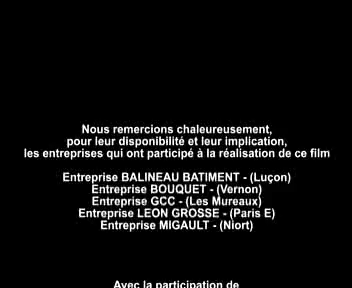 Nous remercions chaleureusement,
pour leur disponibilité et leur implication,
les entreprises qui ont participé à la réalisation de ce film
Entreprise BALINEAU BATIMENT - (Luçon)
Entreprise BOUQUET - (Vernon)
Entreprise GCC - (Les Mureaux)
Entreprise LEON GROSSE - (Paris E)
Entreprise MIGAULT - (Niort)
Avec la participation de